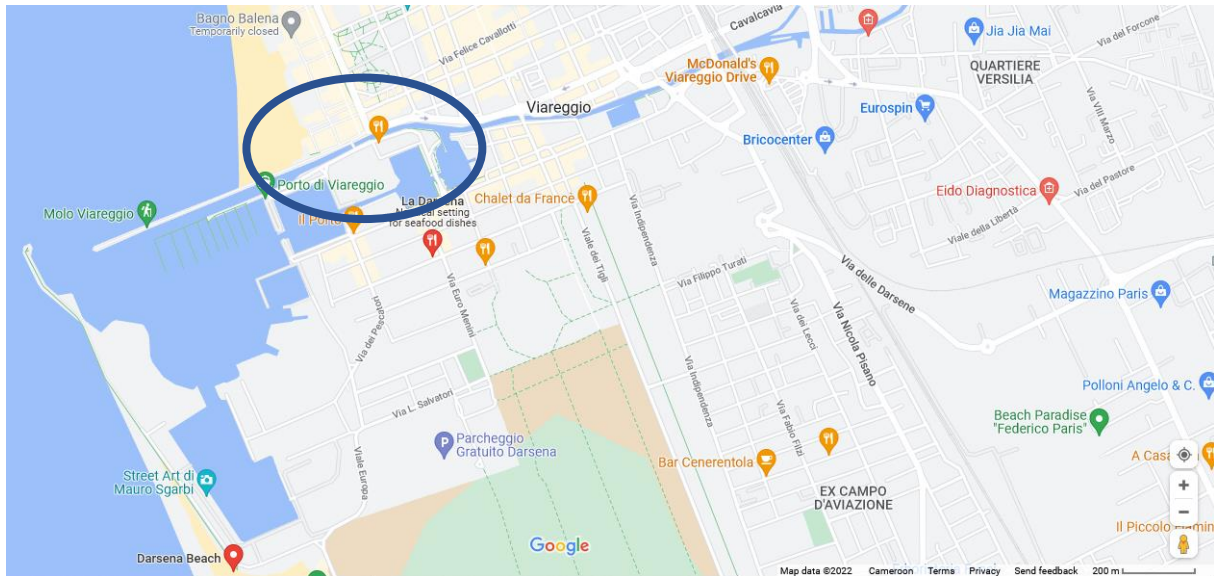 Bagno Balena
Temporarily closed
Via Felice Cavallotti
Cavalcavia
Jia Jia Mai
Via del Forcone
QUARTIERE
VERSILIA
McDonald's
Viareggio Drive
Viareggio
Eurospin
Via VIII Marzo
Bricocenter
Porto di Viareggio
Molo Viareggio
La Darsena
for seafood dishes
Chalet da France
Eido Diagnostica
Via del Pastore
Viale della Libertà
Via Indipendenza
Viale dei Tigli
Via Filippo Turati
Via delle Darsene
Magazzino Paris
Via Euro Menini
Via dei Pescatori
Via dei Lecci
Via Nicola Pisano
Via Indipendenza
Polloni Angelo & C.
Via L. Salvatori
Beach Paradise
"Federico Paris"
Parcheggio
Gratuito Darsena
Viale Europa
Via Fabio Filzi
Bar Cenerentola
A Casa
Street Art di
Mauro Sgarbi
EX CAMPO
D'AVIAZIONE
Il Piccolo
Google
Darsena Beach
Map data ©2022 Cameroon Terms Privacy Send feedback 200 m